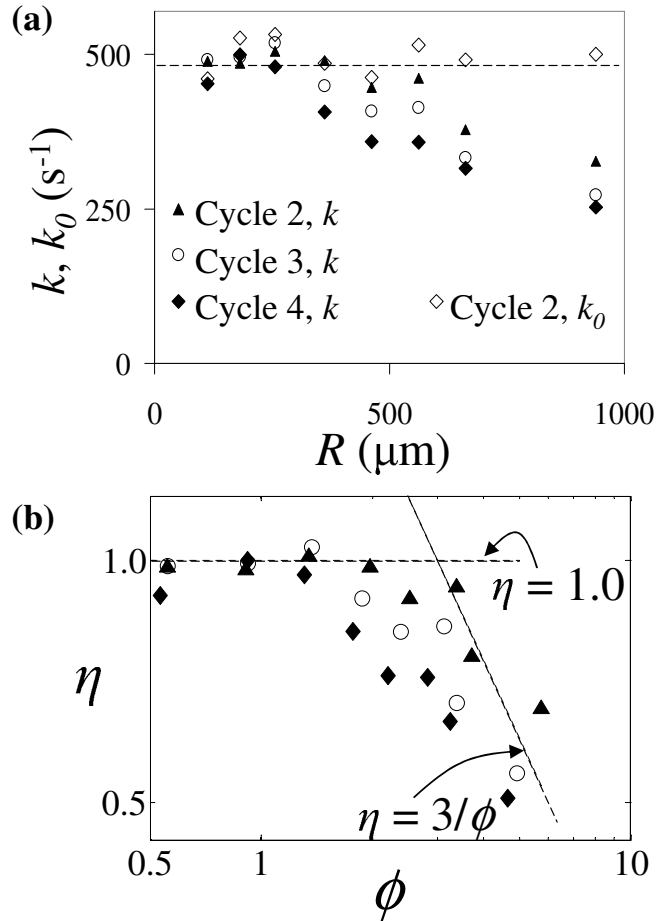 (a)
500
250
0
k, k₀ (s⁻¹)
Cycle 2, k
Cycle 3, k
Cycle 4, k
Cycle 2, k₀
0
500
1000
R (μm)
(b)
1.0
η
0.5
η = 1.0
η = 3/ϕ
0.5
1
10
ϕ